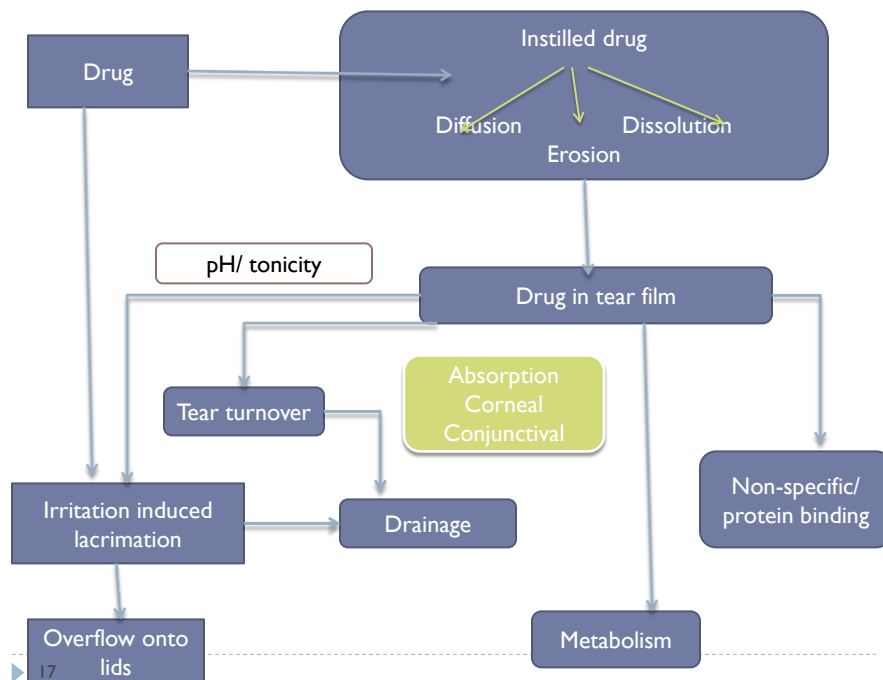 Drug
Instilled drug
Diffusion
Dissolution
Erosion
pH/ tonicity
Drug in tear film
Absorption
Corneal
Conjunctival
Tear turnover
Non-specific/
protein binding
Irritation induced
lacrimation
Drainage
Overflow onto
lids
Metabolism
17